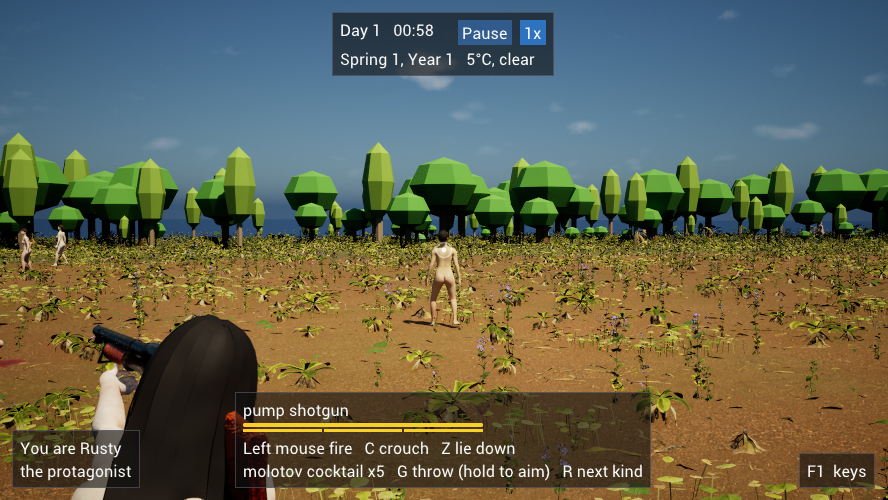 Day 1 00:58 Pause 1x
Spring 1, Year 1 5°C, clear
pump shotgun
Left mouse fire C crouch Z lie down
molotov cocktail x5 G throw (hold to aim) R next kind
You are Rusty
the protagonist
F1 keys